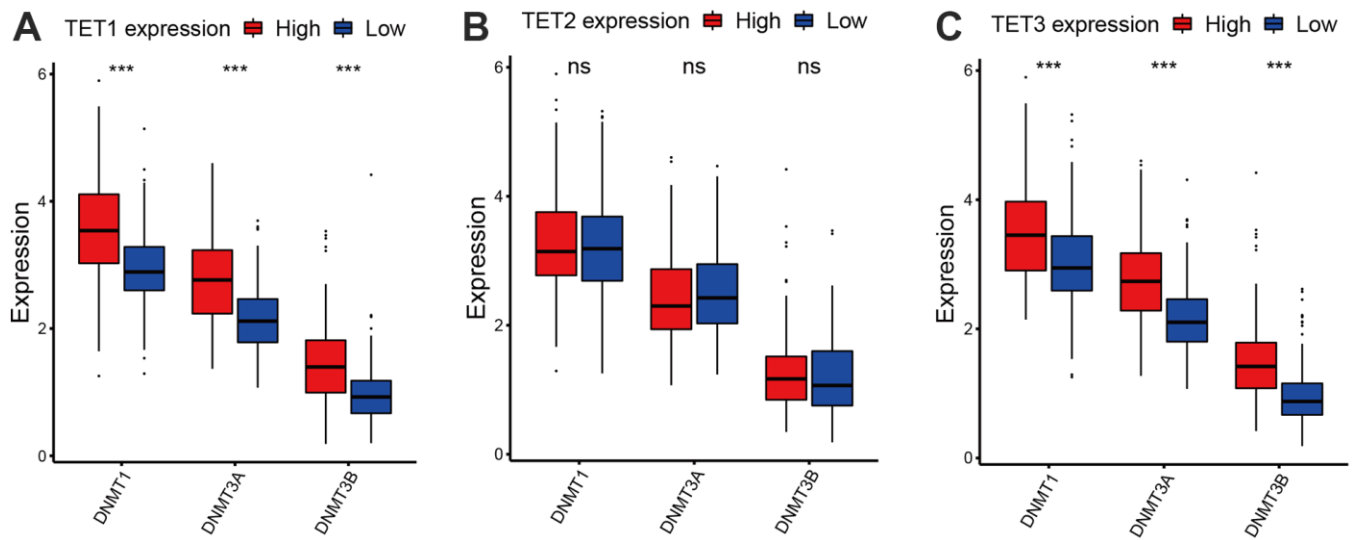 A TET1 expression High Low
*** *** ***
6
4
2
0
Expression
DNMT1 DNMT3A DNMT3B
B TET2 expression High Low
ns ns ns
6
4
2
0
Expression
DNMT1 DNMT3A DNMT3B
C TET3 expression High Low
*** *** ***
6
4
2
0
Expression
DNMT1 DNMT3A DNMT3B